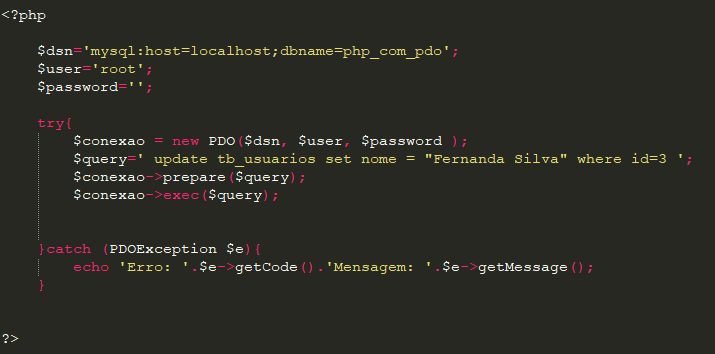 <?php
$dsn='mysql:host=localhost;dbname=php_com_pdo';
$user='root';
$password='';
try{
$conexao = new PDO($dsn, $user, $password );
$query=' update tb_usuarios set nome = "Fernanda Silva" where id=3 ';
$conexao->prepare($query);
$conexao->exec($query);
}catch (PDOException $e){
echo 'Erro: '.$e->getCode().'Mensagem: '.$e->getMessage();
}
?>